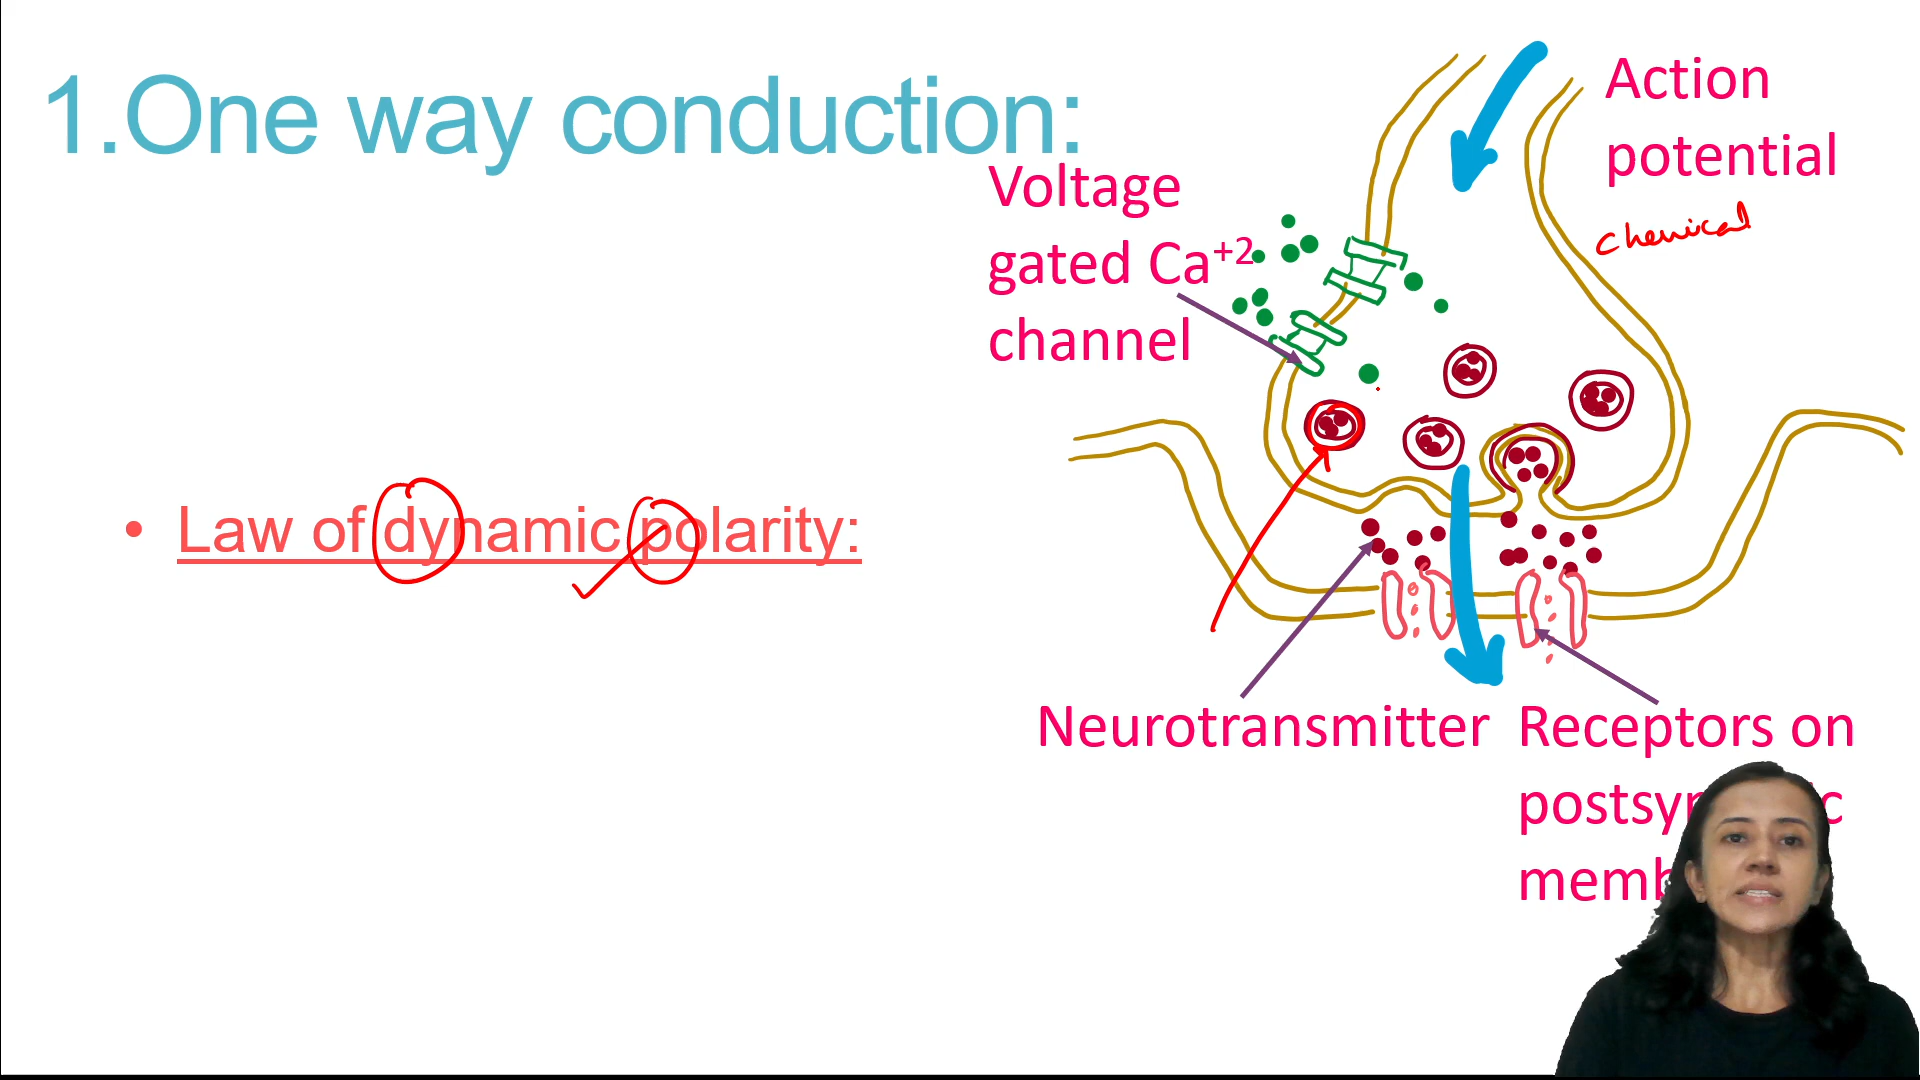 1.One way conduction:
Action
potential
chemical
Voltage
gated Ca+2
channel
• Law of dynamic polarity:
Neurotransmitter
Receptors on
memb